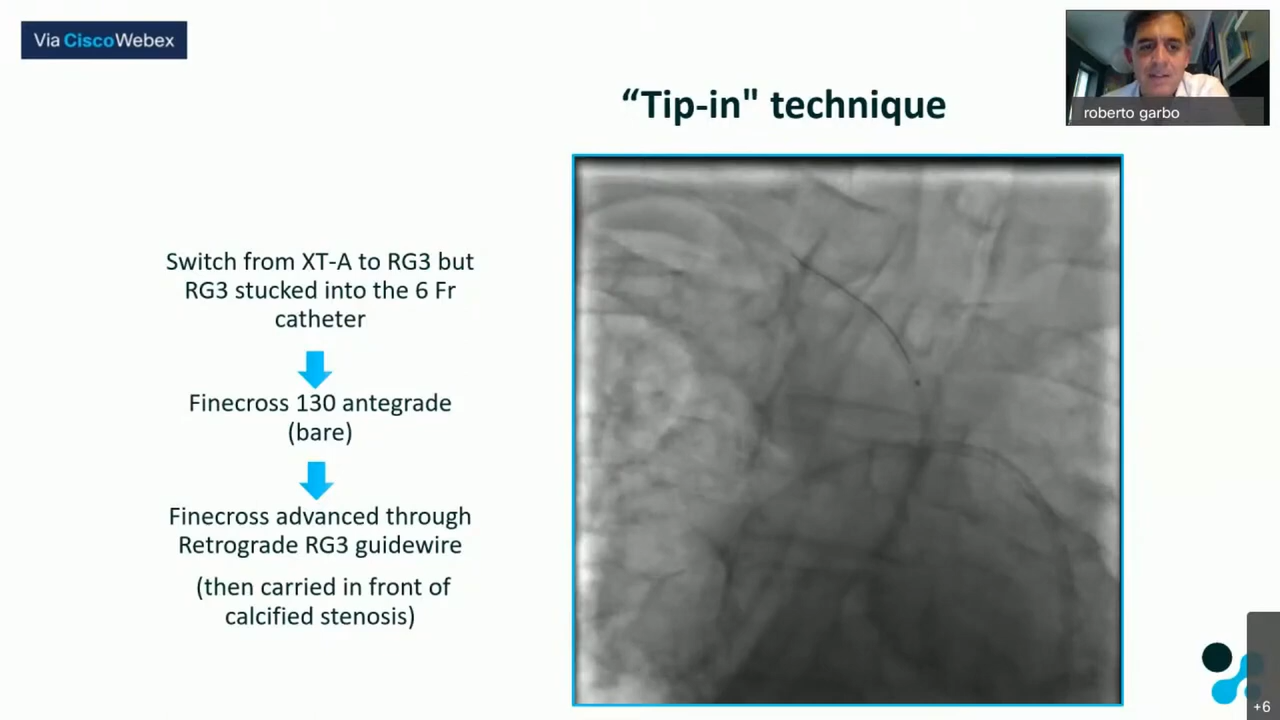 Via CiscoWebex
roberto garbo
“Tip-in" technique
Switch from XT-A to RG3 but
RG3 stucked into the 6 Fr
catheter
Finecross 130 antegrade
(bare)
Finecross advanced through
Retrograde RG3 guidewire
(then carried in front of
calcified stenosis)
+6